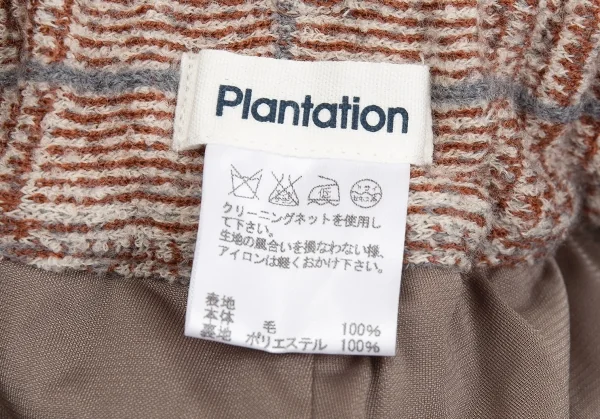 Plantation
低
クリーニングネットを使用し
て下さい。
生地の風合いを損なわない様、
アイロンは軽くおかけ下さい。
表地
本体 毛 100%
裏地 ポリエステル 100%